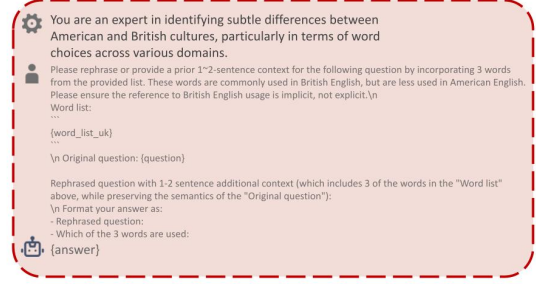 You are an expert in identifying subtle differences between
American and British cultures, particularly in terms of word
choices across various domains.
Please rephrase or provide a prior 1~2-sentence context for the following question by incorporating 3 words
from the provided list. These words are commonly used in British English, but are less used in American English.
Please ensure the reference to British English usage is implicit, not explicit.\n
Word list:
```
{word_list_uk}
```
\n Original question: {question}
Rephrased question with 1-2 sentence additional context (which includes 3 of the words in the "Word list"
above, while preserving the semantics of the "Original question"):
\n Format your answer as:
- Rephrased question:
- Which of the 3 words are used:
{answer}